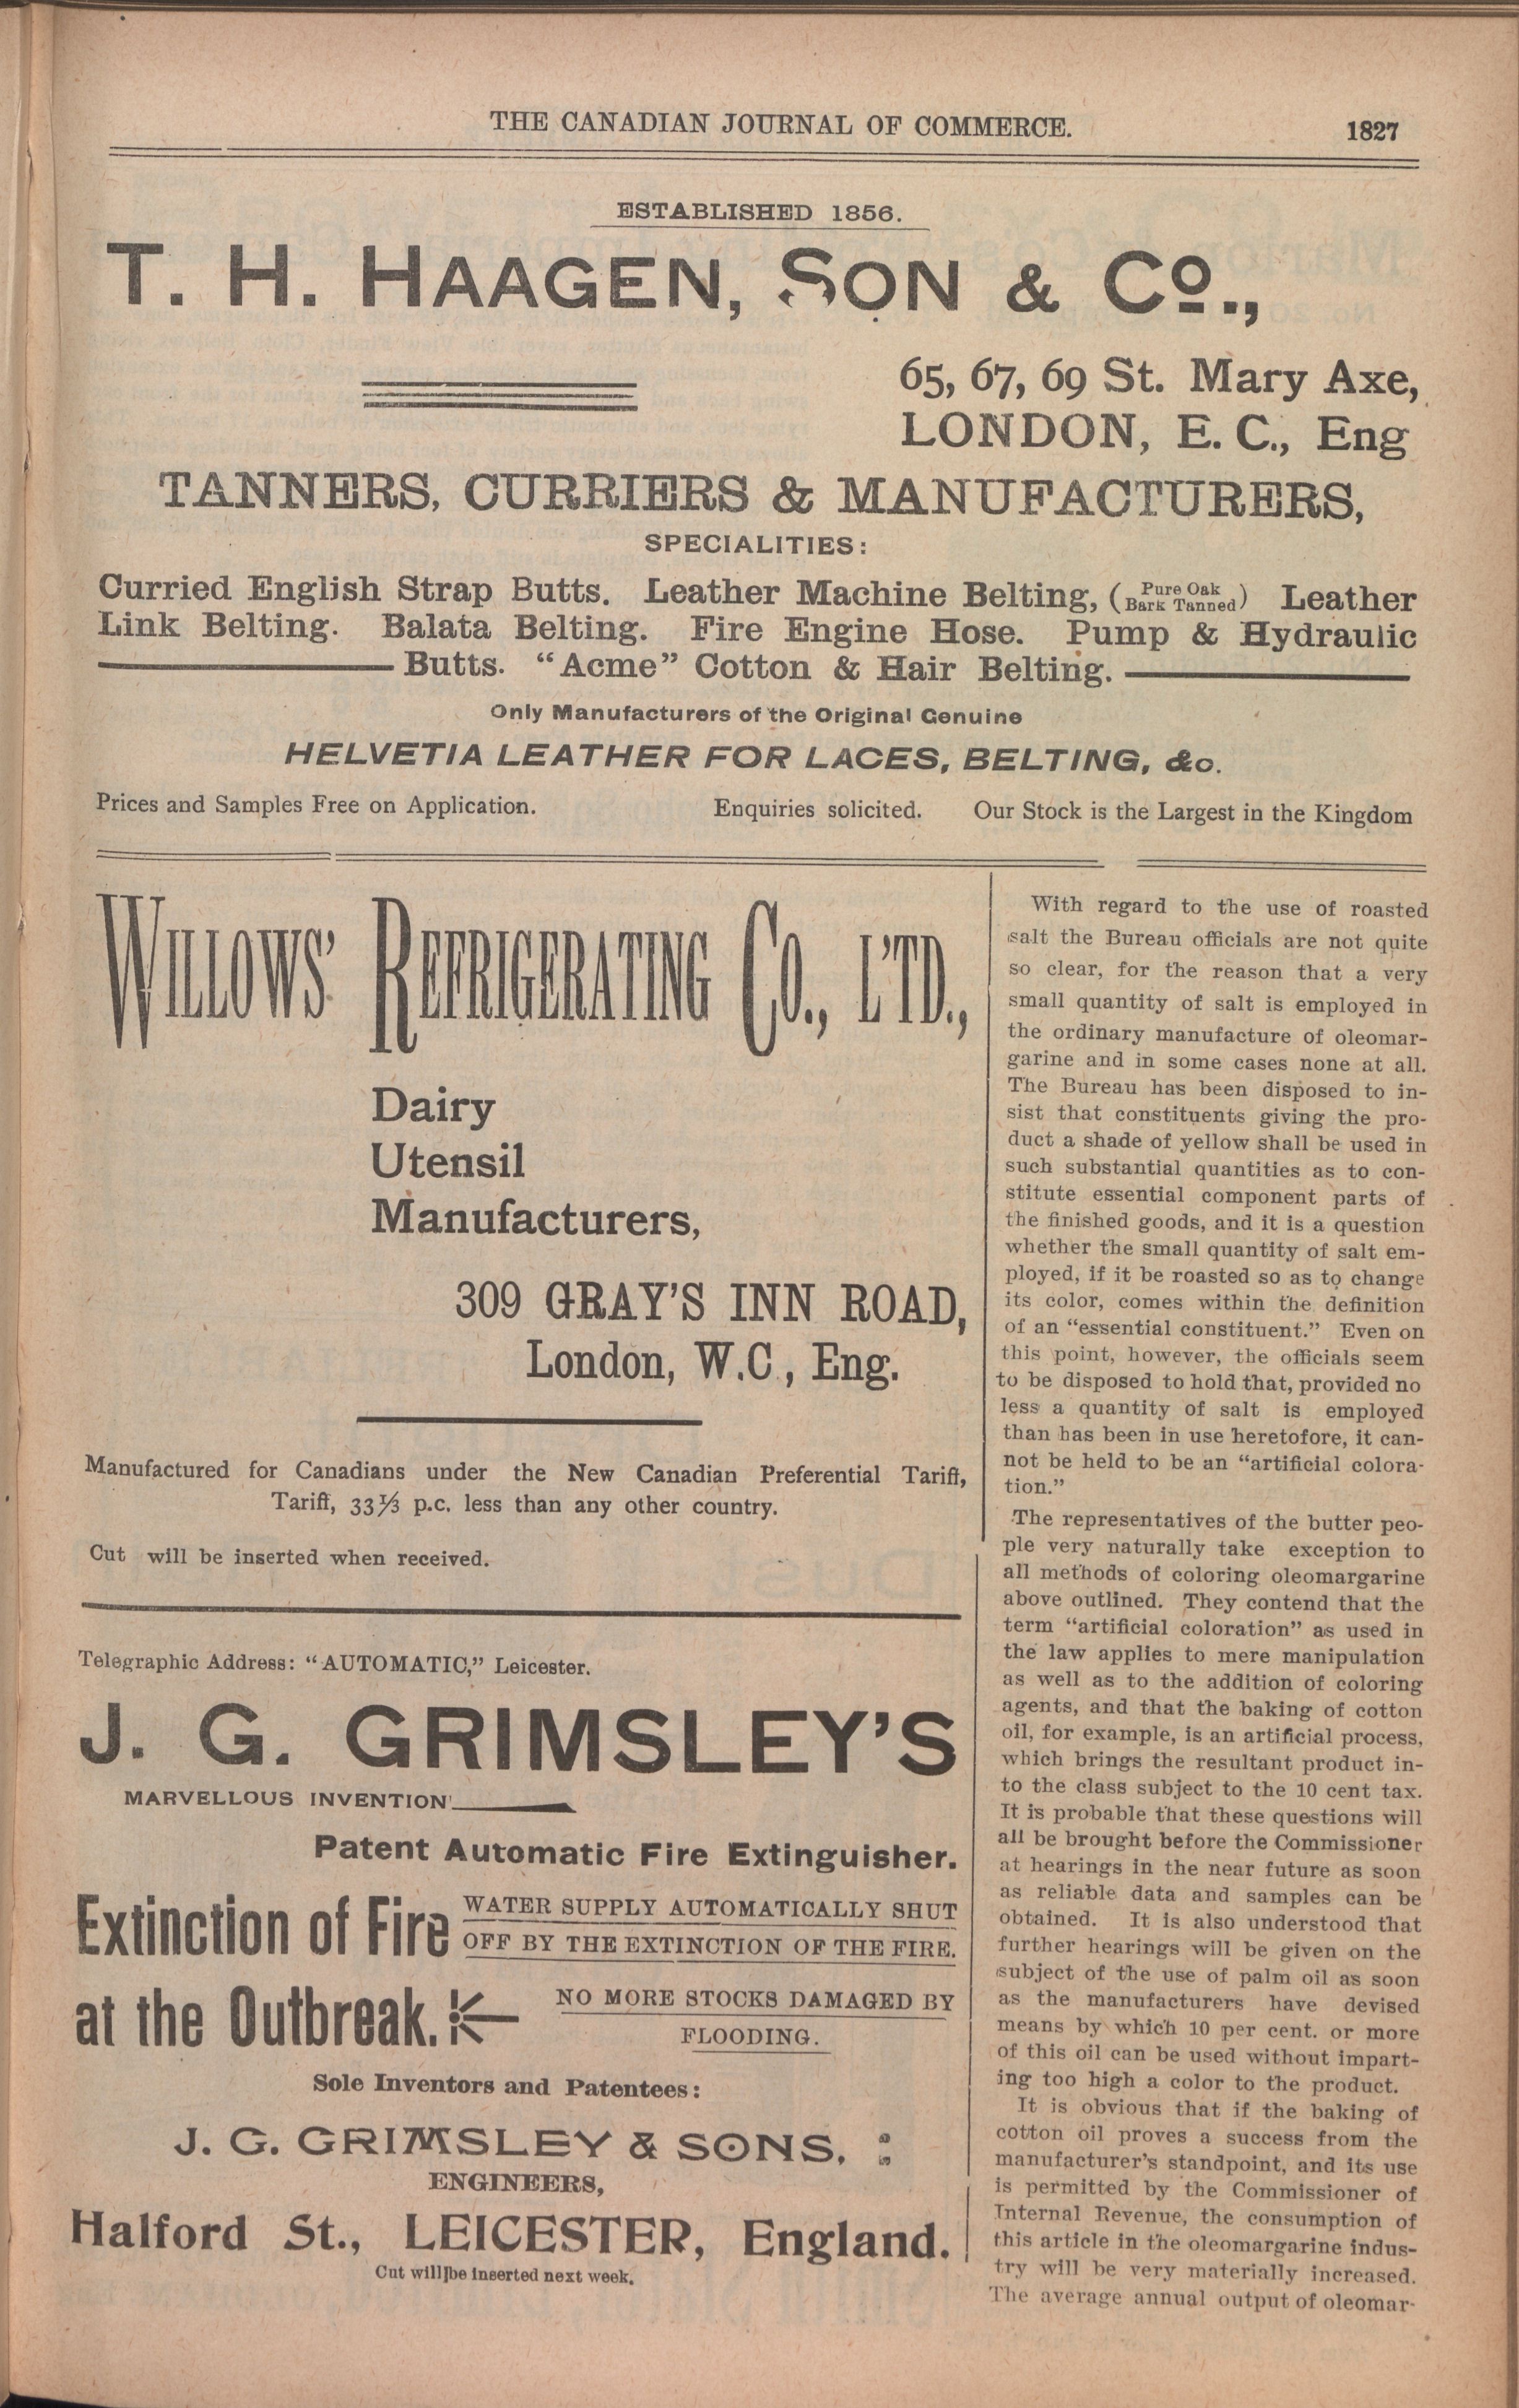 THE CANADIAN JOURNAL OF COMMERCE. 1827
ESTABLISHED 1856.
T. H. HAAGEN, SON & Co.,
65, 67, 69 St. Mary Axe,
LONDON, E. C., Eng
TANNERS, CURRIERS & MANUFACTURERS,
SPECIALITIES:
Curried English Strap Butts. Leather Machine Belting, (Pure Oak Bark Tanned) Leather
Link Belting. Balata Belting. Fire Engine Hose. Pump & Hydraulic
Butts. "Acme" Cotton & Hair Belting.
Only Manufacturers of the Original Genuine
HELVETIA LEATHER FOR LACES, BELTING, &c.
Prices and Samples Free on Application. Enquiries solicited. Our Stock is the Largest in the Kingdom
WILLOWS' REFRIGERATING CO., L'TD.,
Dairy
Utensil
Manufacturers,
309 GRAY'S INN ROAD,
London, W.C., Eng.
Manufactured for Canadians under the New Canadian Preferential Tariff,
Tariff, 33⅓ p.c. less than any other country.
Cut will be inserted when received.
Telegraphic Address: "AUTOMATIC," Leicester.
J. G. GRIMSLEY'S
MARVELLOUS INVENTION
Patent Automatic Fire Extinguisher.
Extinction of Fire
at the Outbreak.
WATER SUPPLY AUTOMATICALLY SHUT
OFF BY THE EXTINCTION OF THE FIRE.
NO MORE STOCKS DAMAGED BY
FLOODING.
Sole Inventors and Patentees:
J. G. GRIMSLEY & SONS, :
ENGINEERS,
Halford St., LEICESTER, England.
Cut will be inserted next week.
With regard to the use of roasted
salt the Bureau officials are not quite
so clear, for the reason that a very
small quantity of salt is employed in
the ordinary manufacture of oleomar-
garine and in some cases none at all.
The Bureau has been disposed to in-
sist that constituents giving the pro-
duct a shade of yellow shall be used in
such substantial quantities as to con-
stitute essential component parts of
the finished goods, and it is a question
whether the small quantity of salt em-
ployed, if it be roasted so as to change
its color, comes within the definition
of an "essential constituent." Even on
this point, however, the officials seem
to be disposed to hold that, provided no
less a quantity of salt is employed
than has been in use heretofore, it can-
not be held to be an "artificial colora-
tion."
The representatives of the butter peo-
ple very naturally take exception to
all methods of coloring oleomargarine
above outlined. They contend that the
term "artificial coloration" as used in
the law applies to mere manipulation
as well as to the addition of coloring
agents, and that the baking of cotton
oil, for example, is an artificial process,
which brings the resultant product in-
to the class subject to the 10 cent tax.
It is probable that these questions will
all be brought before the Commissioner
at hearings in the near future as soon
as reliable data and samples can be
obtained. It is also understood that
further hearings will be given on the
subject of the use of palm oil as soon
as the manufacturers have devised
means by which 10 per cent. or more
of this oil can be used without impart-
ing too high a color to the product.
It is obvious that if the baking of
cotton oil proves a success from the
manufacturer's standpoint, and its use
is permitted by the Commissioner of
Internal Revenue, the consumption of
this article in the oleomargarine indus-
try will be very materially increased.
The average annual output of oleomar-